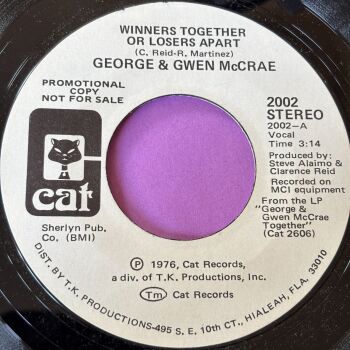 WINNERS TOGETHER
OR LOSERS APART
(C. Reid-R. Martinez)
GEORGE & GWEN McCRAE
PROMOTIONAL
COPY
NOT FOR SALE
cat
Sherlyn Pub.
Co. (BMI)
2002
STEREO
2002-A
Vocal
Time 3:14
Produced by:
Steve Alaimo &
Clarence Reid
Recorded on
MCI equipment
From the LP
"George &
Gwen McCrae
Together"
(Cat 2606)
Ⓟ 1976, Cat Records,
a div. of T.K. Productions, Inc.
Tm Cat Records
DIST. BY T.K. PRODUCTIONS-495 S. E. 10th CT., HIALEAH, FLA. 33010